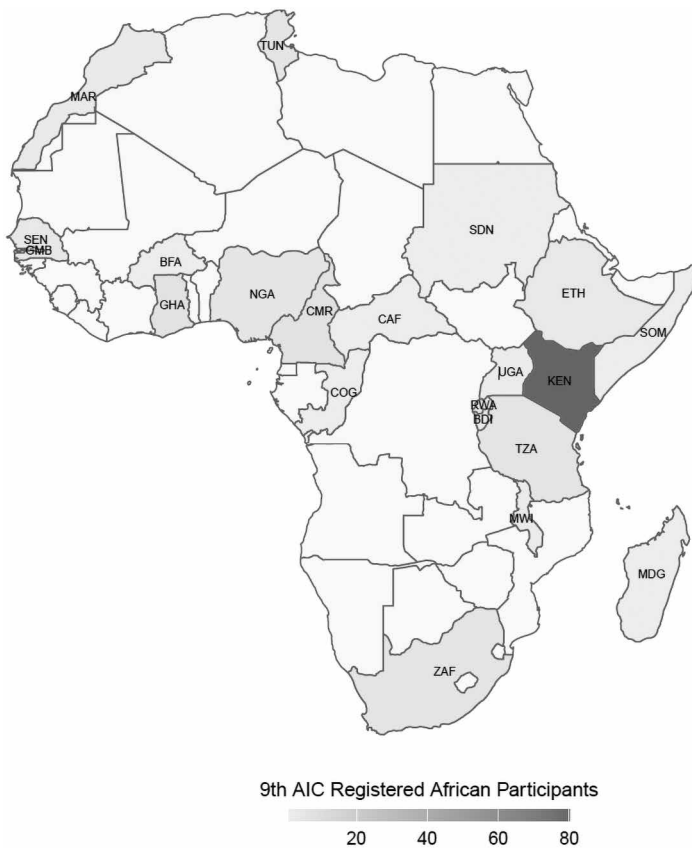 TUN
MAR
SEN
GMB
BFA
GHA
NGA
CMR
CAF
SDN
ETH
SOM
UGA
KEN
COG
RWA
BDI
TZA
MWI
MDG
ZAF
9th AIC Registered African Participants
20 40 60 80